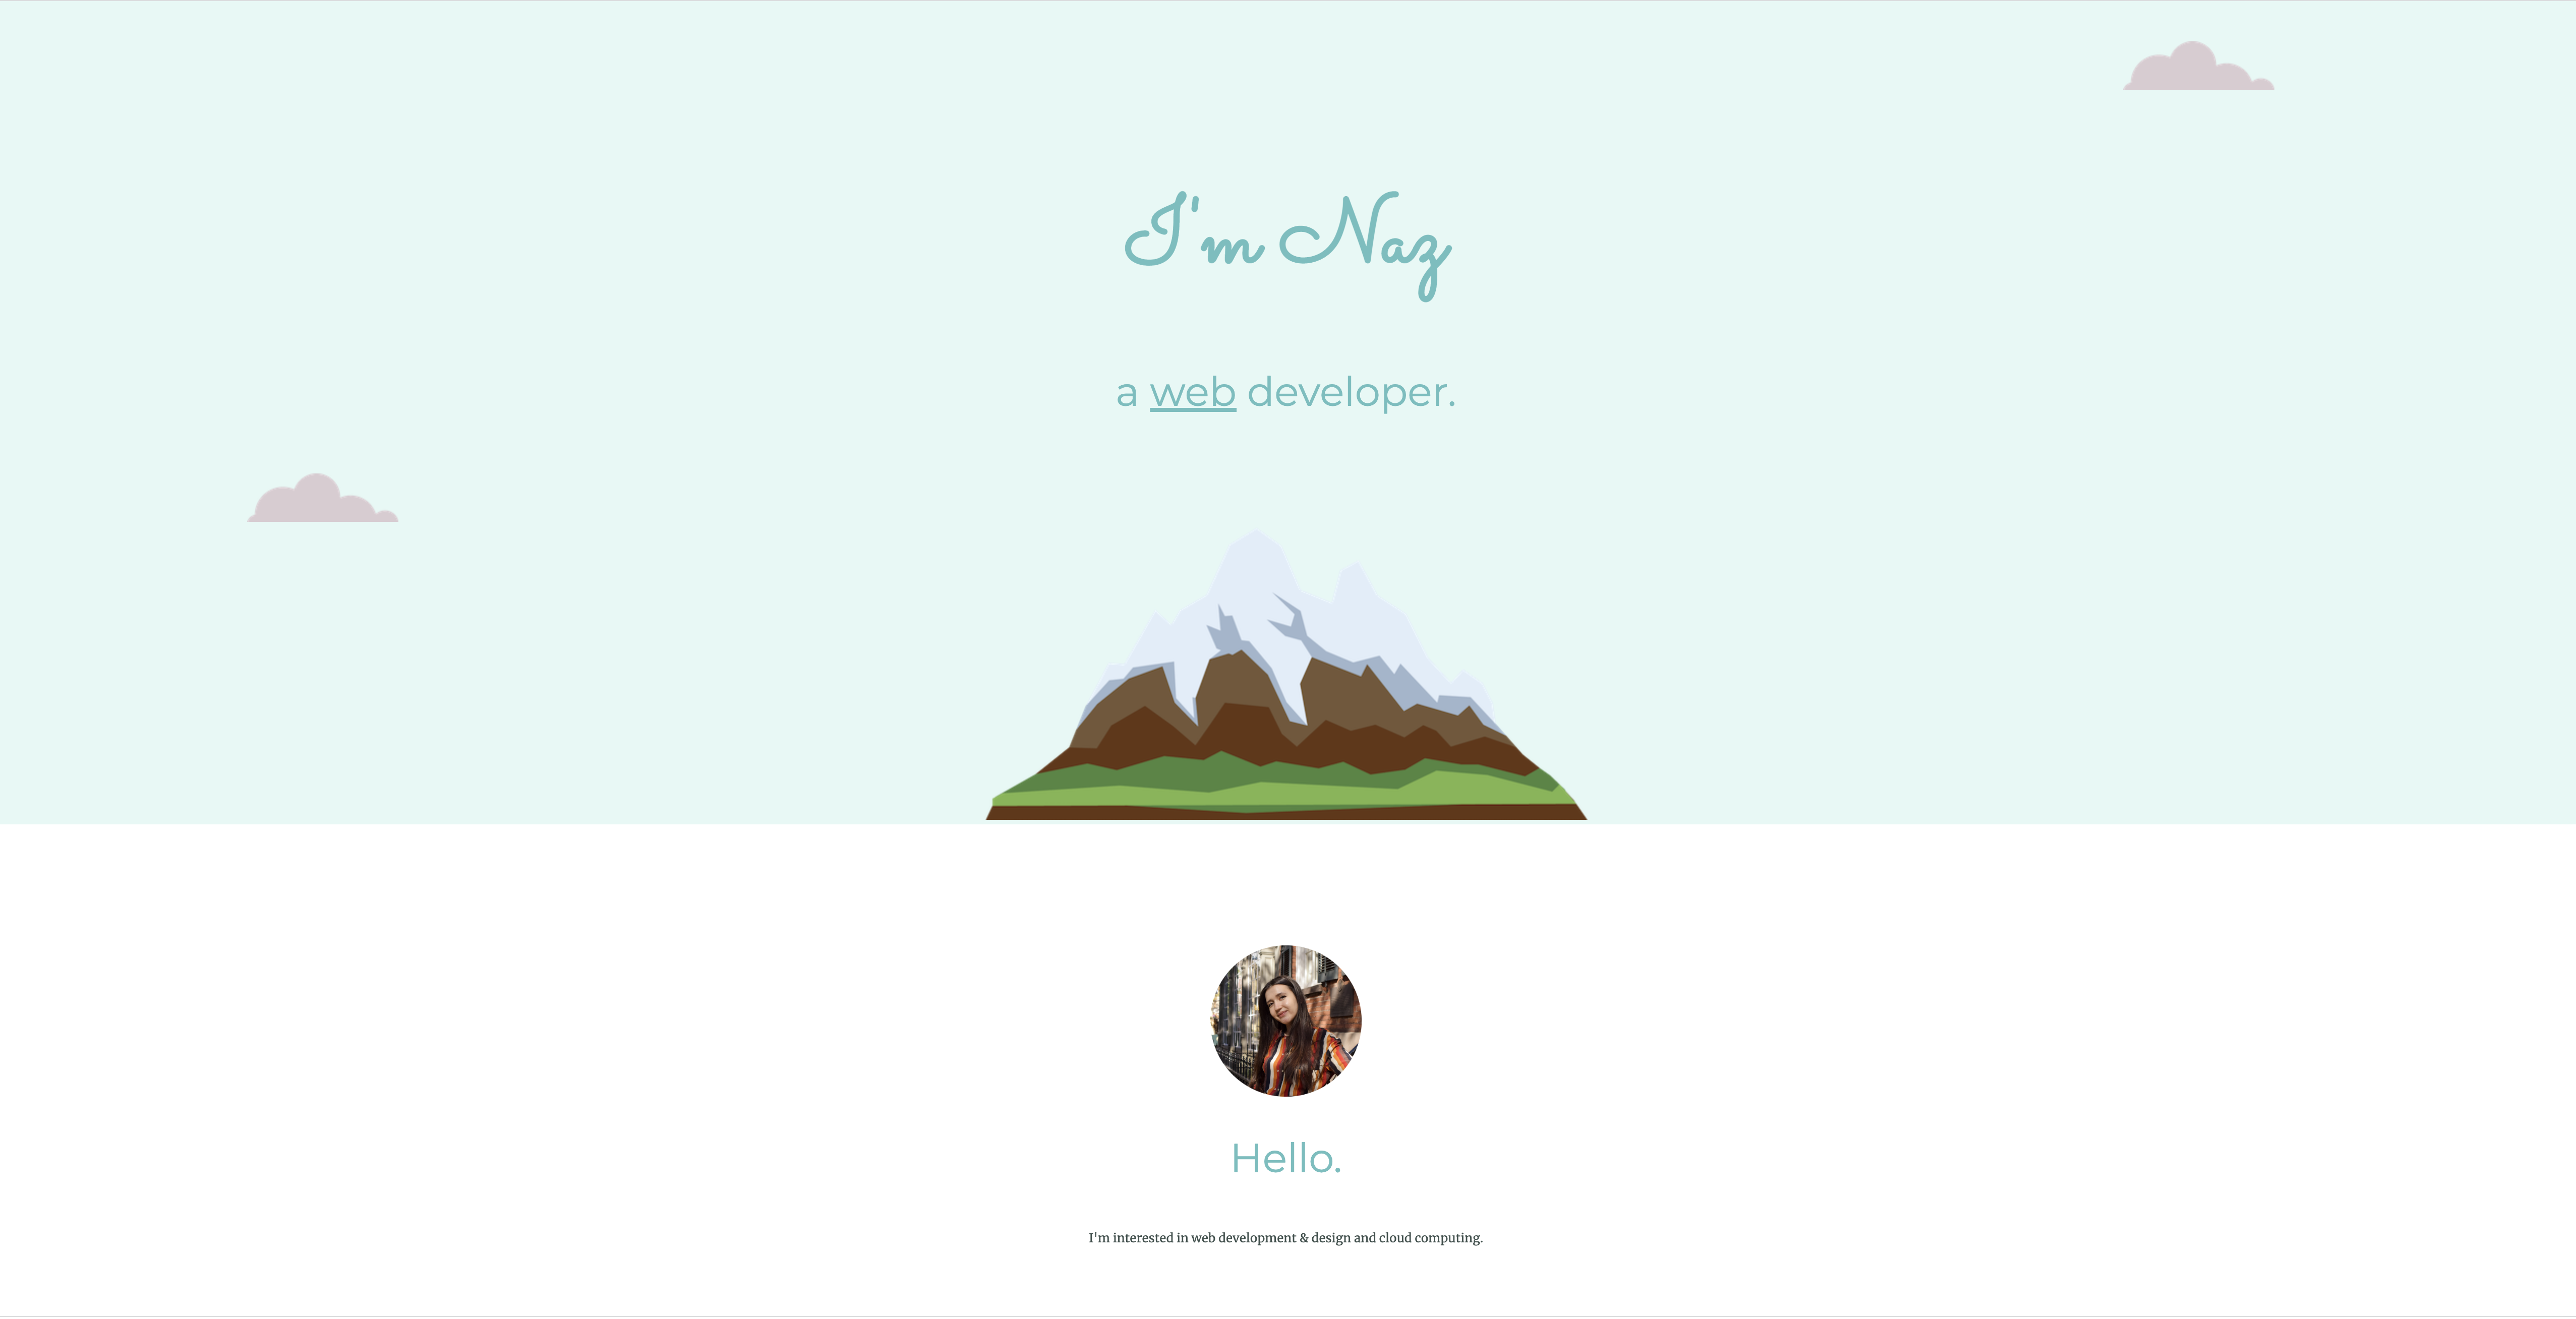 I'm Naz
a web developer.
Hello.
I'm interested in web development & design and cloud computing.